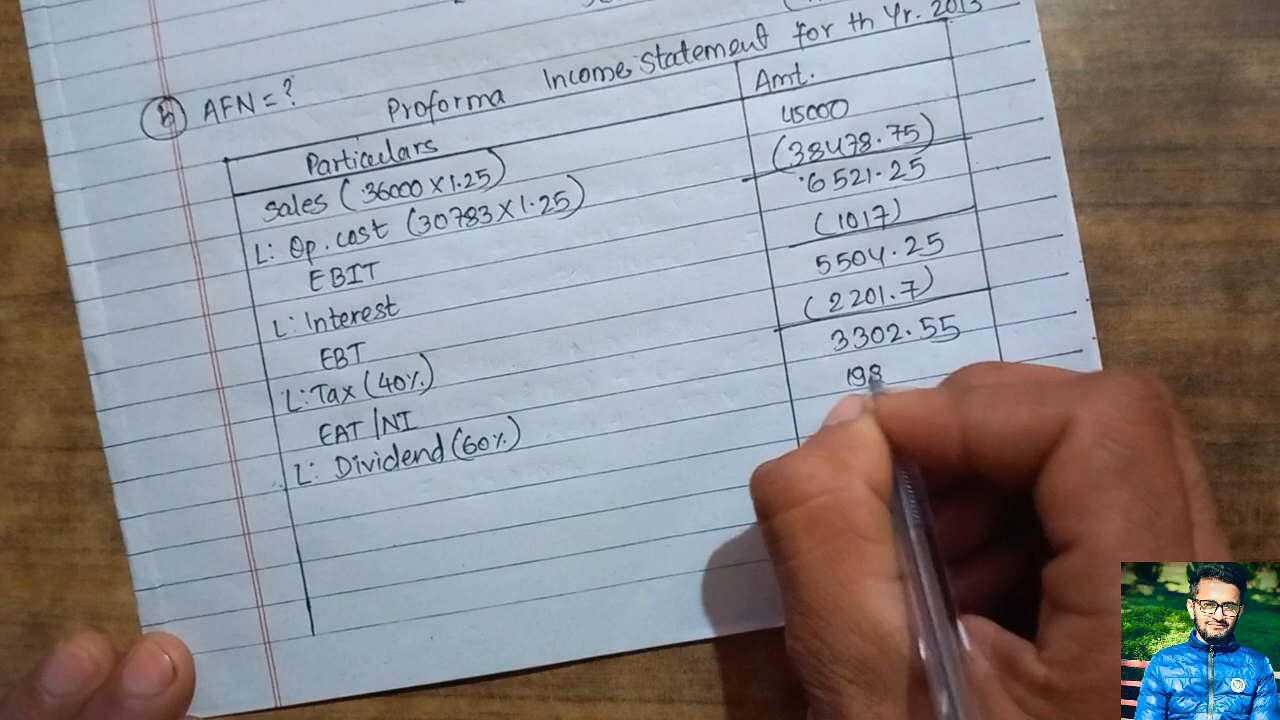 b) AFN = ?
Proforma Income Statement for th Yr. 2013
Particulars Amt.
Sales (36000 × 1.25) 45000
L: Op. cost (30783 × 1.25) (38478.75)
EBIT 6521.25
L: Interest (1017)
EBT 5504.25
L: Tax (40%) (2201.7)
EAT/NI 3302.55
L: Dividend (60%) 198